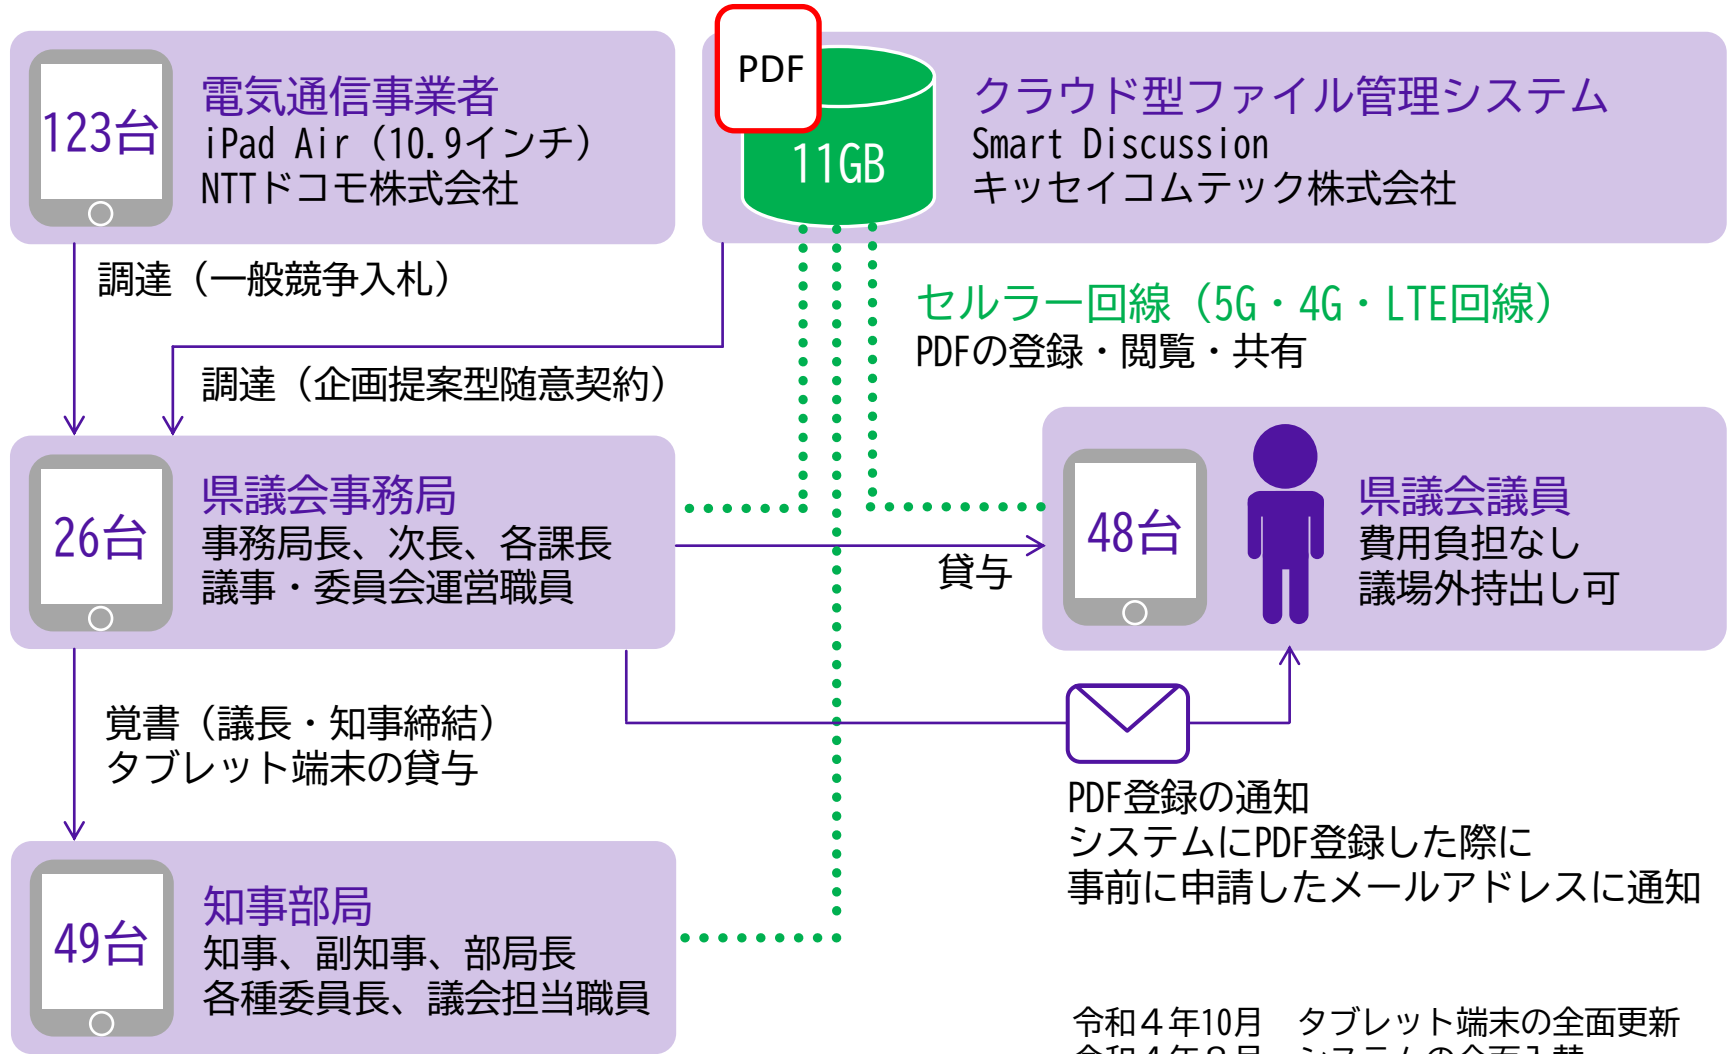 123台
電気通信事業者
iPad Air（10.9インチ）
NTTドコモ株式会社
PDF
11GB
クラウド型ファイル管理システム
Smart Discussion
キッセイコムテック株式会社
調達（一般競争入札）
セルラー回線（5G・4G・LTE回線）
PDFの登録・閲覧・共有
調達（企画提案型随意契約）
26台
県議会事務局
事務局長、次長、各課長
議事・委員会運営職員
貸与
48台
県議会議員
費用負担なし
議場外持出し可
覚書（議長・知事締結）
タブレット端末の貸与
PDF登録の通知
システムにPDF登録した際に
事前に申請したメールアドレスに通知
49台
知事部局
知事、副知事、部局長
各種委員長、議会担当職員
令和４年10月　タブレット端末の全面更新